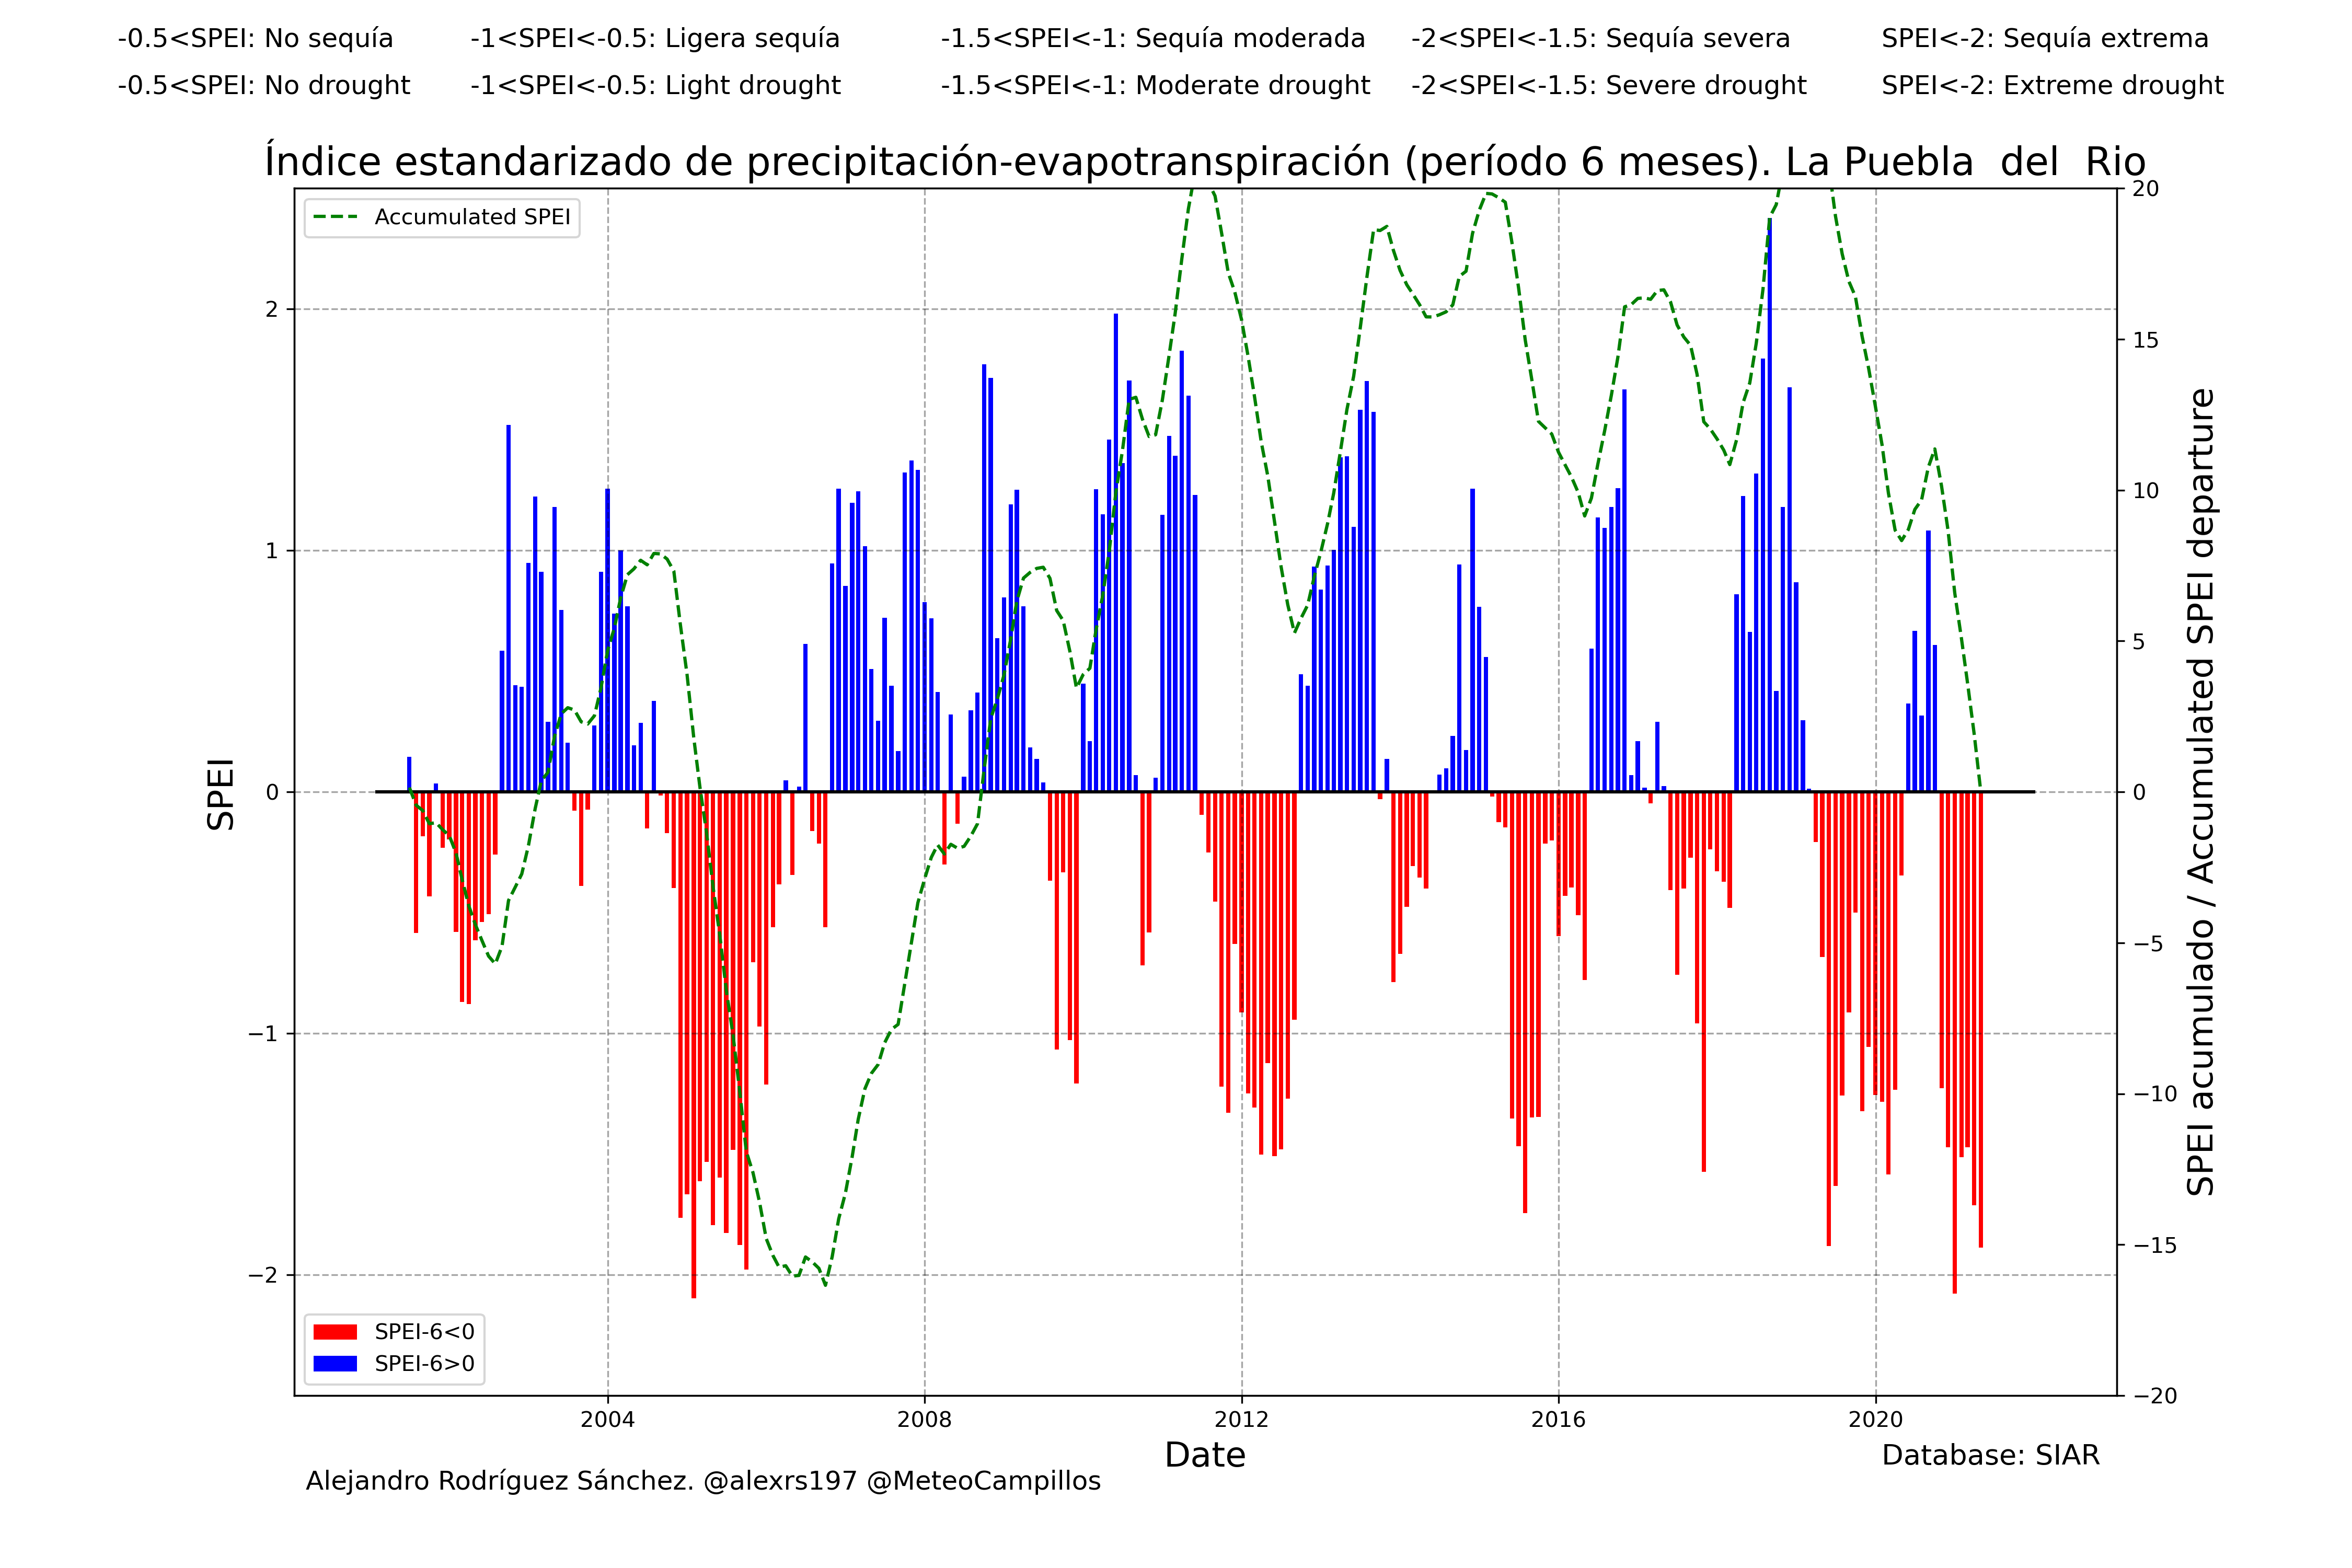 -0.5<SPEI: No sequía -1<SPEI<-0.5: Ligera sequía -1.5<SPEI<-1: Sequía moderada -2<SPEI<-1.5: Sequía severa SPEI<-2: Sequía extrema
-0.5<SPEI: No drought -1<SPEI<-0.5: Light drought -1.5<SPEI<-1: Moderate drought -2<SPEI<-1.5: Severe drought SPEI<-2: Extreme drought
Índice estandarizado de precipitación-evapotranspiración (período 6 meses). La Puebla  del  Rio
Accumulated SPEI
2
1
0
−1
−2
SPEI
20
15
10
5
0
−5
−10
−15
−20
SPEI acumulado / Accumulated SPEI departure
SPEI-6<0
SPEI-6>0
2004 2008 2012 2016 2020
Date
Database: SIAR
Alejandro Rodríguez Sánchez. @alexrs197 @MeteoCampillos